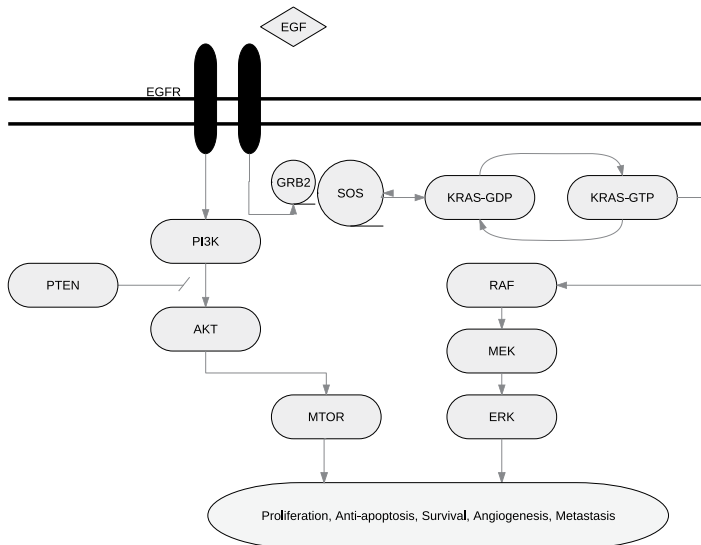 EGF
EGFR
GRB2
SOS
KRAS-GDP
KRAS-GTP
PI3K
PTEN
RAF
AKT
MEK
MTOR
ERK
Proliferation, Anti-apoptosis, Survival, Angiogenesis, Metastasis